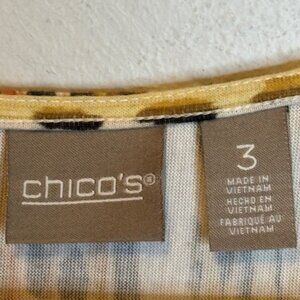 chico's®
3
MADE IN
VIETNAM
HECHO EN
VIETNAM
FABRIQUÉ AU
VIETNAM